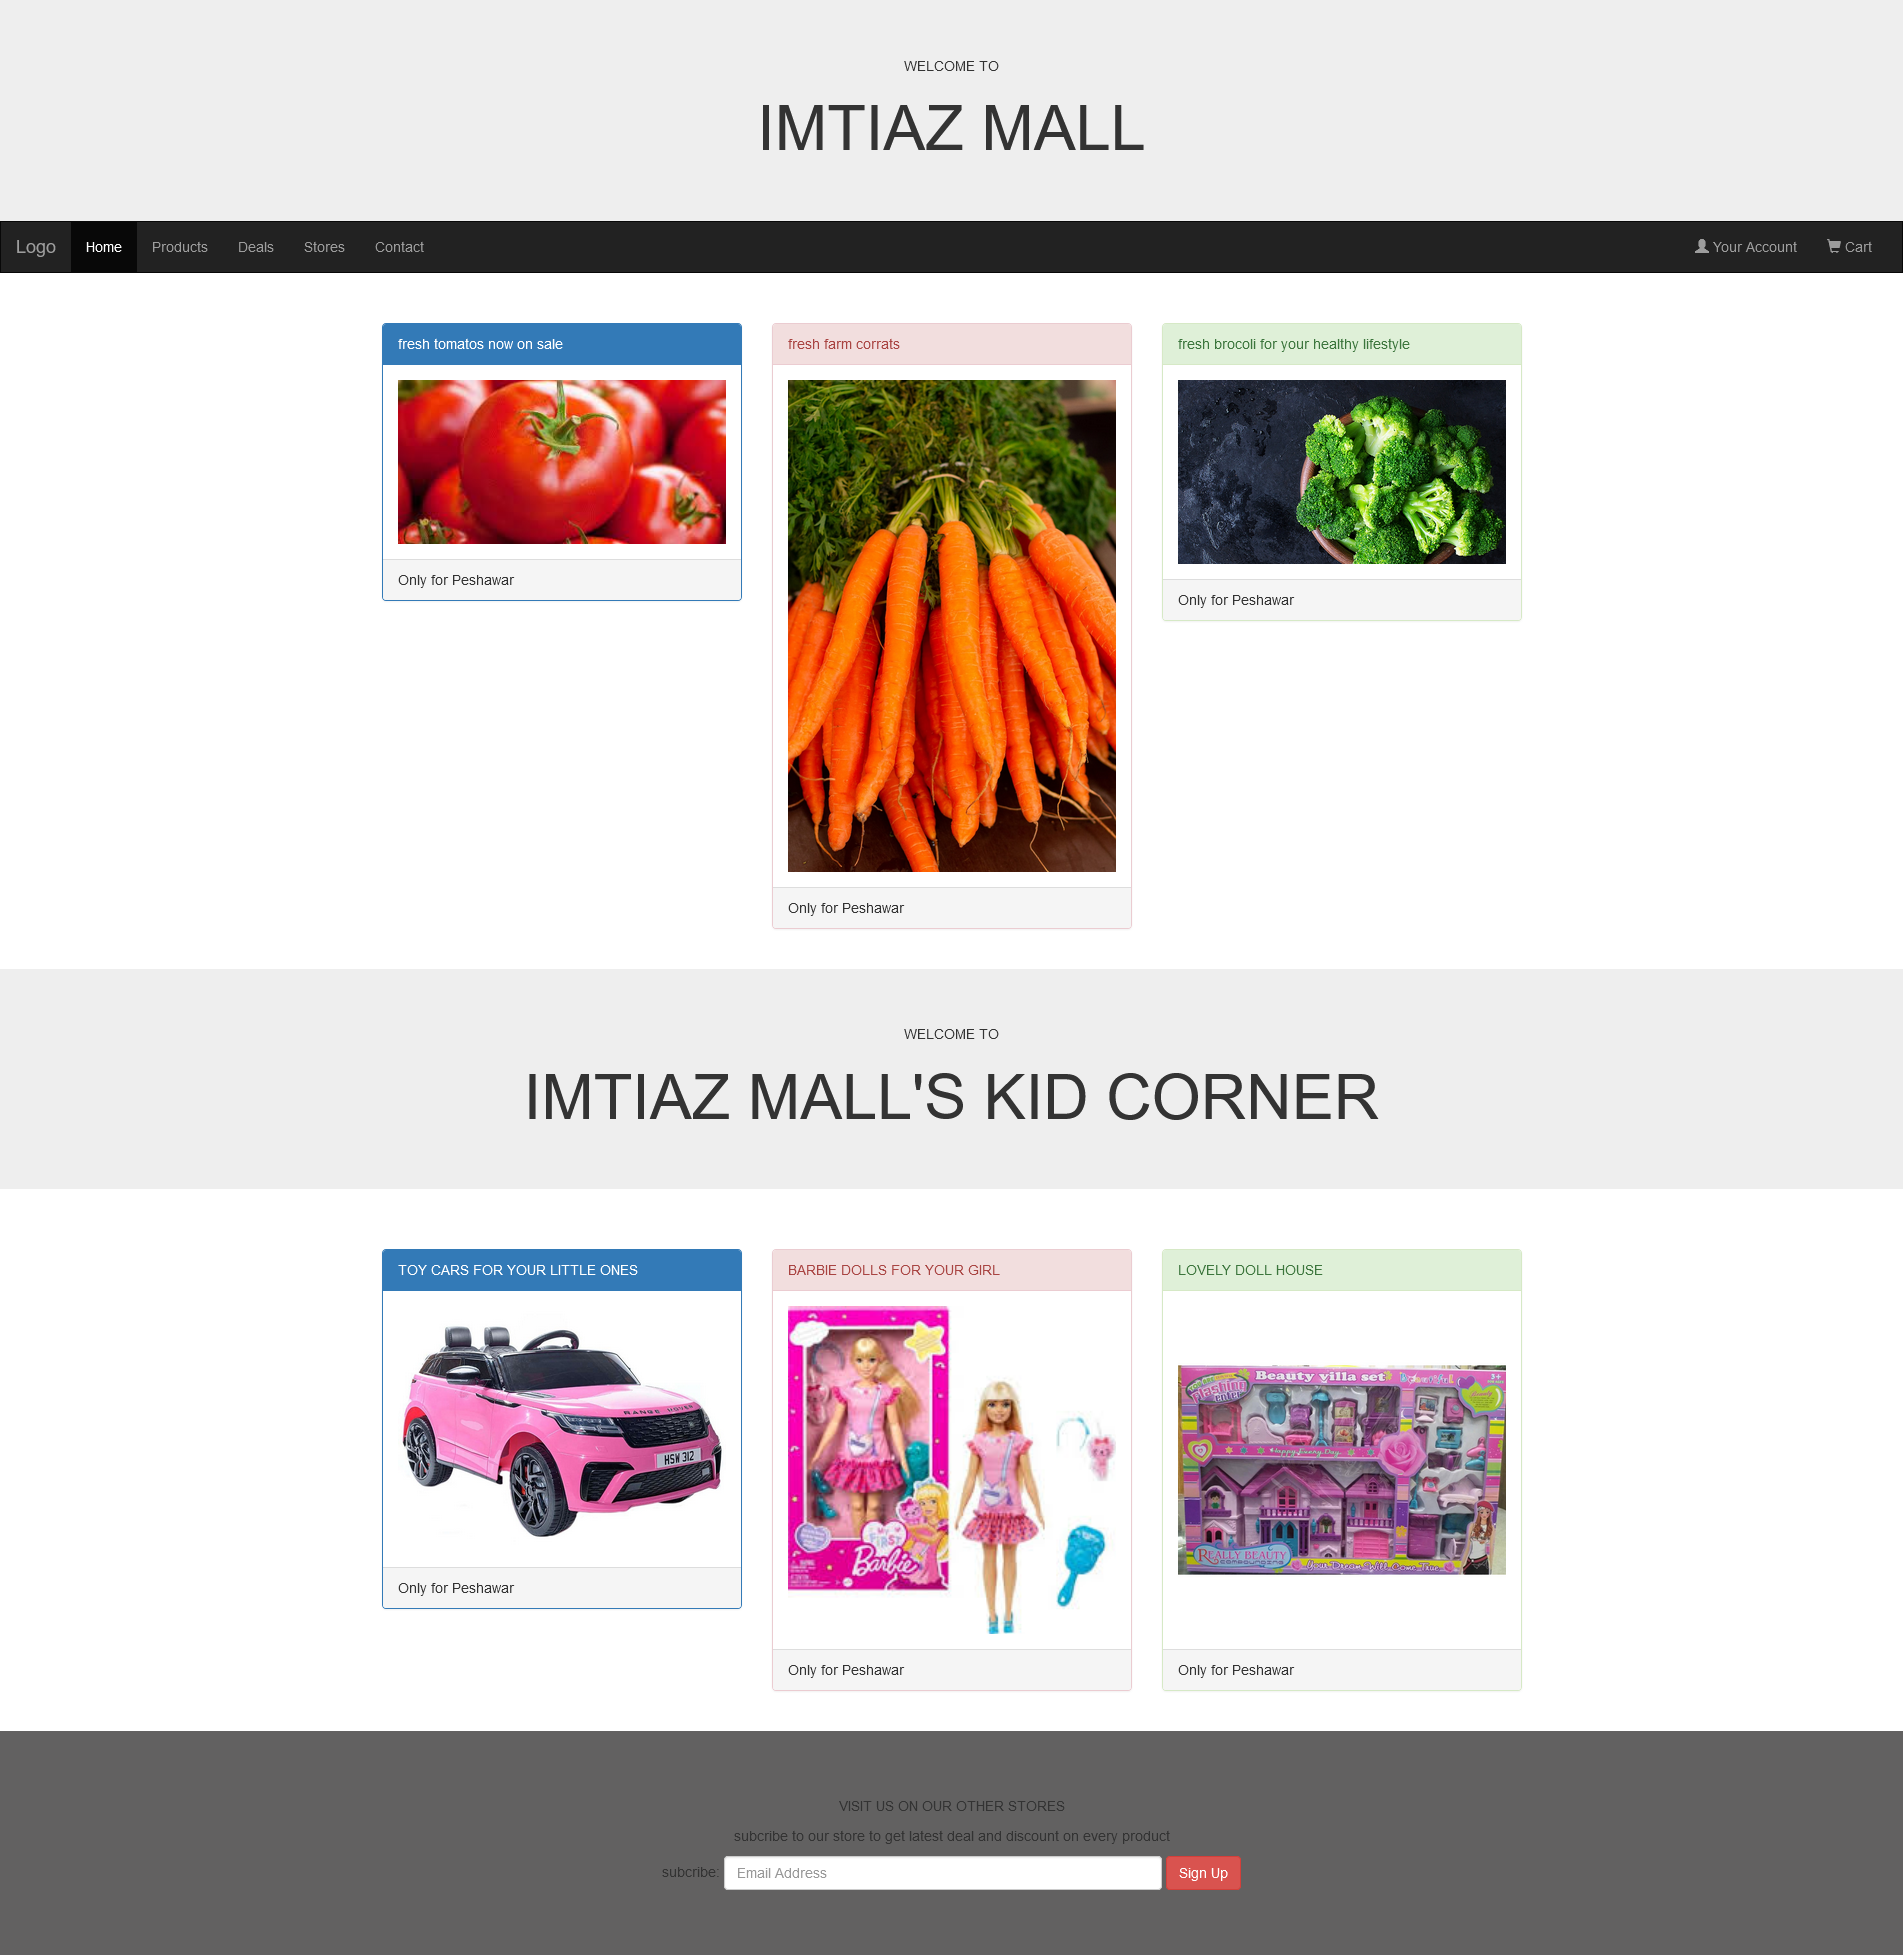 WELCOME TO
IMTIAZ MALL
Logo Home Products Deals Stores Contact Your Account Cart
fresh tomatos now on sale
Only for Peshawar
fresh farm corrats
Only for Peshawar
fresh brocoli for your healthy lifestyle
Only for Peshawar
WELCOME TO
IMTIAZ MALL'S KID CORNER
TOY CARS FOR YOUR LITTLE ONES
RANGE ROVER
HSW 312
Only for Peshawar
BARBIE DOLLS FOR YOUR GIRL
MY
FIRST
Barbie
Only for Peshawar
LOVELY DOLL HOUSE
Beauty villa set
3+
Happy Every Day
REALLY BEAUTY
Only for Peshawar
VISIT US ON OUR OTHER STORES
subcribe to our store to get latest deal and discount on every product
subcribe: Email Address Sign Up